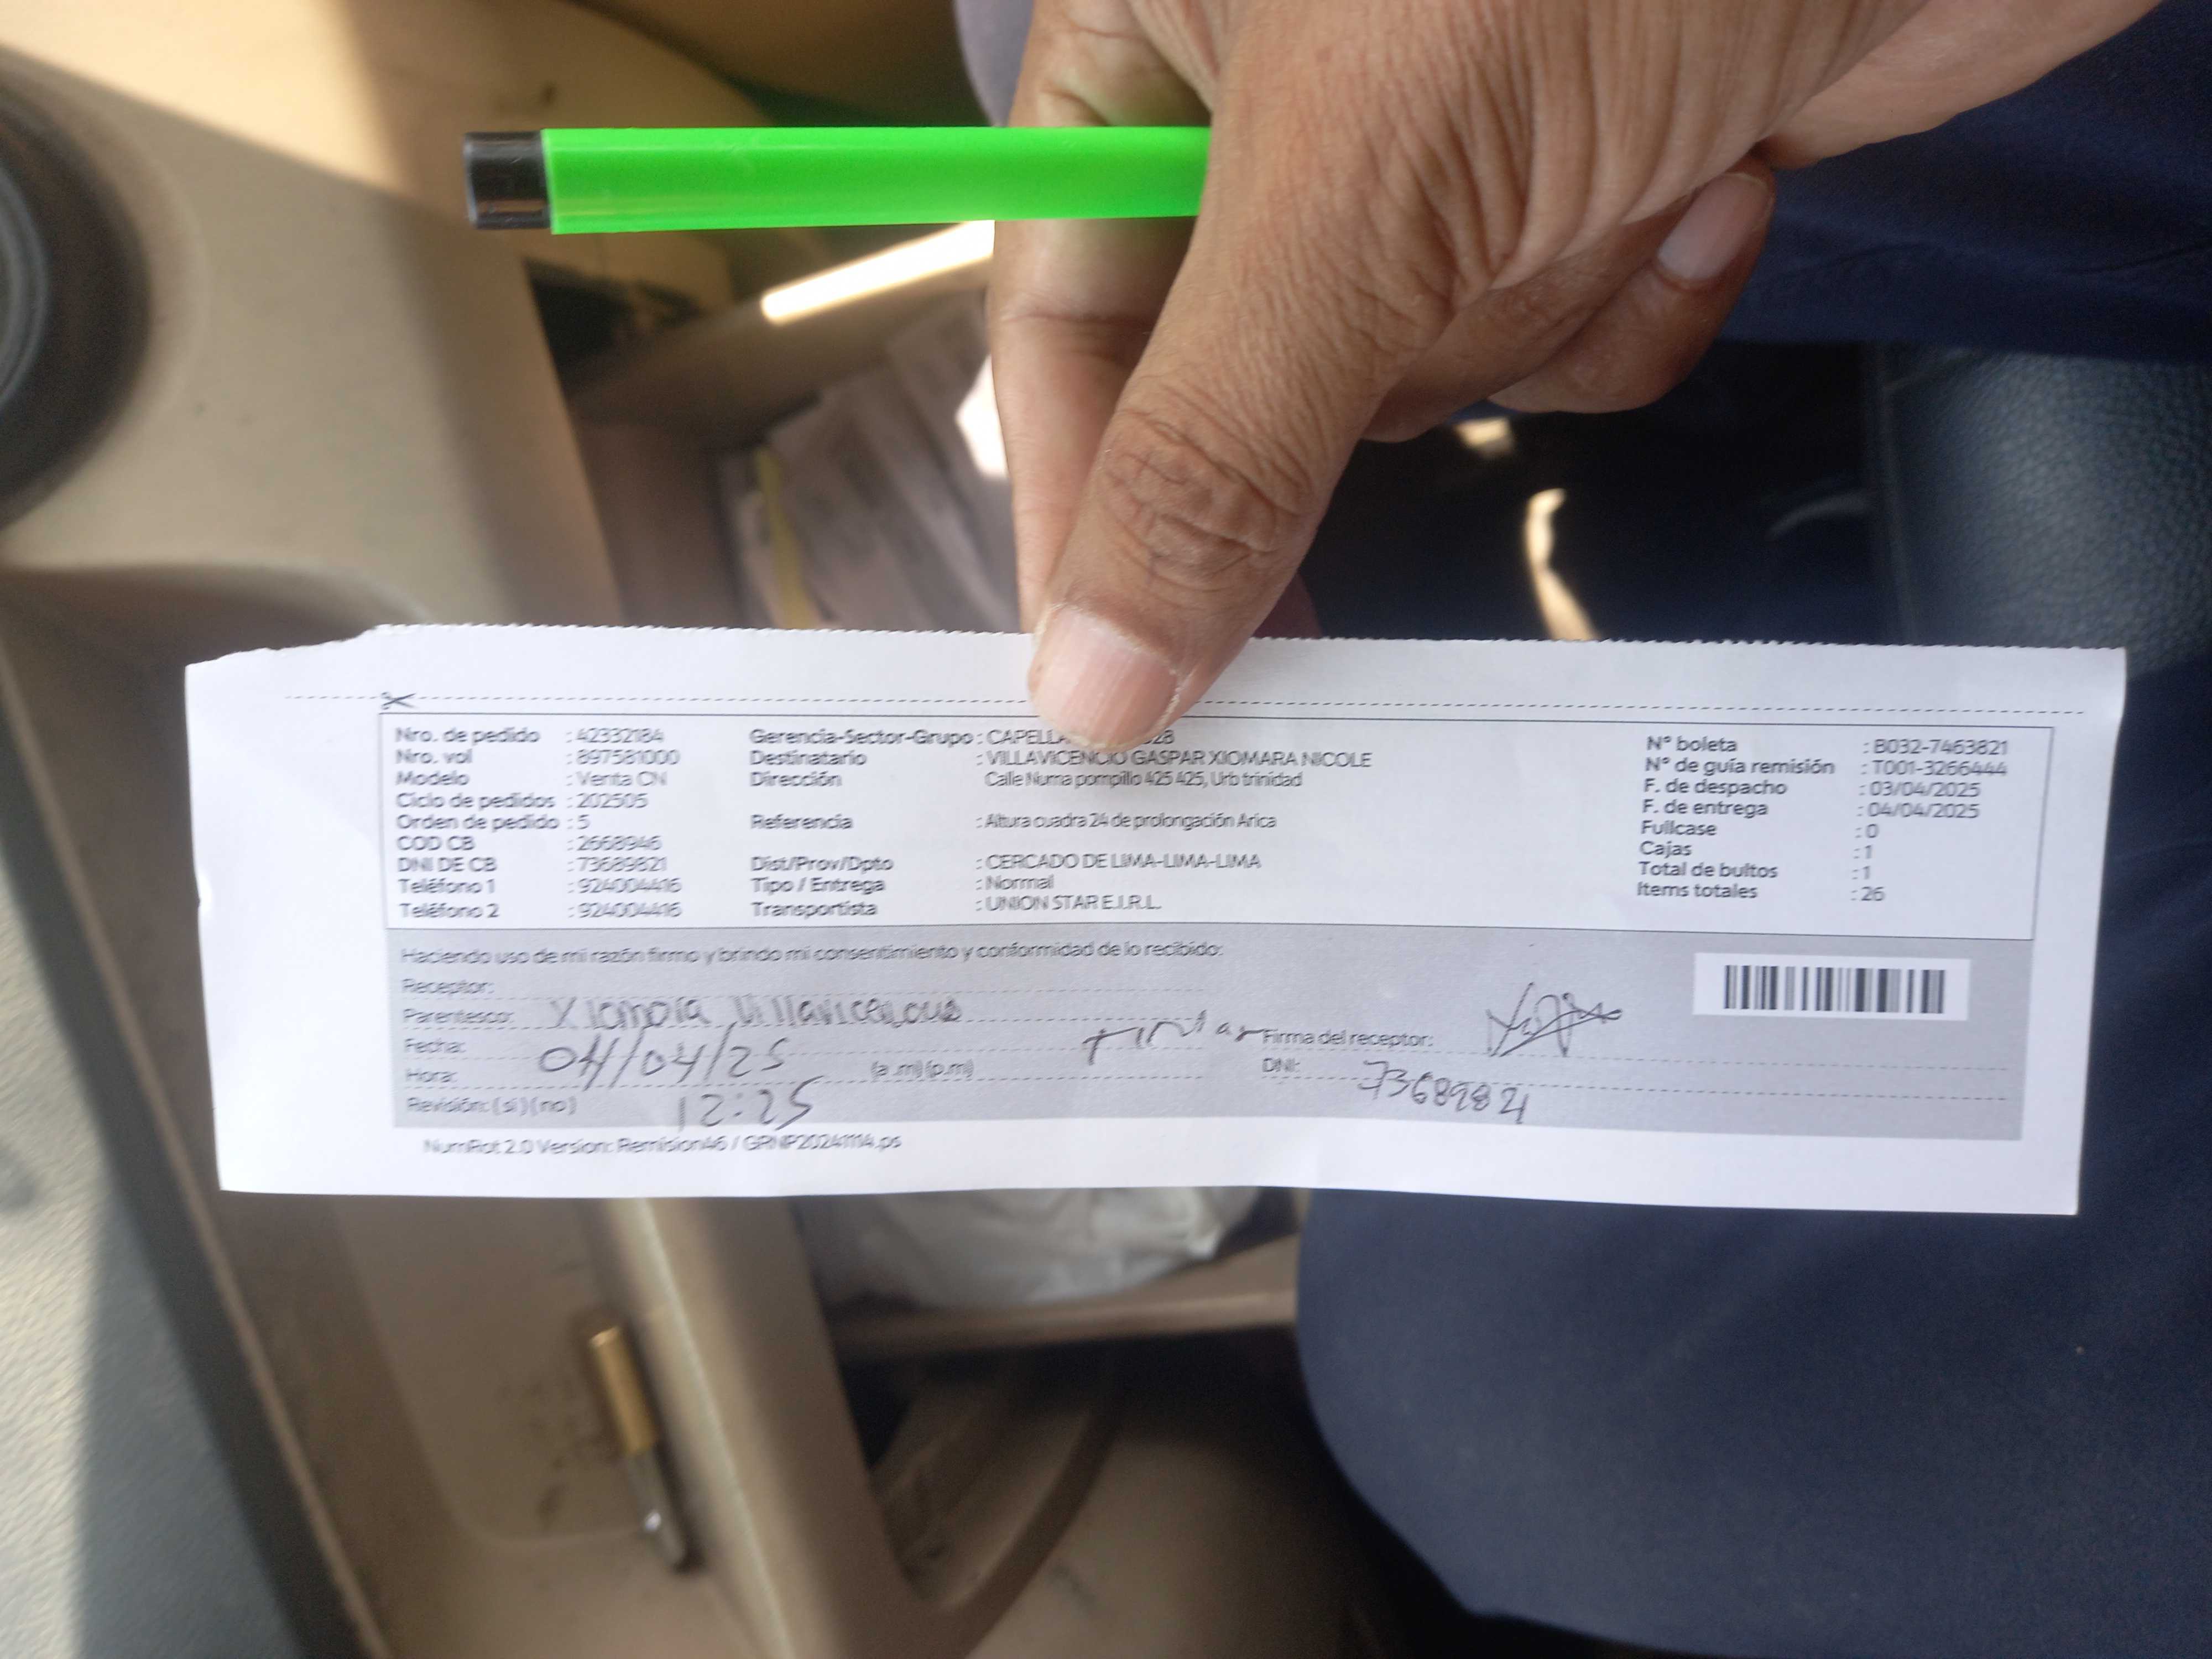 Nro. de pedido : 42332184
Nro. vol : 897581000
Modelo : Venta CN
Ciclo de pedidos : 202505
Orden de pedido : 5
COD CB : 2668946
DNI DE CB : 73689821
Teléfono 1 : 924004416
Teléfono 2 : 924004416
Gerencia-Sector-Grupo :
Destinatario : VILLAVICENCIO GASPAR XIOMARA NICOLE
Dirección Calle Numa pompillo 425 425, Urb trinidad
Referencia : Altura cuadra 24 de prolongación Arica
Dist/Prov/Dpto : CERCADO DE LIMA-LIMA-LIMA
Tipo / Entrega : Normal
Transportista : UNION STAR E.I.R.L.
N° boleta : B032-7463821
N° de guía remisión : T001-3266444
F. de despacho : 03/04/2025
F. de entrega : 04/04/2025
Fullcase : 0
Cajas : 1
Total de bultos : 1
Items totales : 26
Haciendo uso de mi razón firmo y brindo mi consentimiento y conformidad de lo recibido:
Receptor:
Parentesco:
Fecha: 04/04/25
Hora: 12:25 (a.m) (p.m)
Revisión: (si) (no)
Firma del receptor:
DNI: 73689821
NumRot 2.0 Version: Remision46 / GRNP20241114.ps